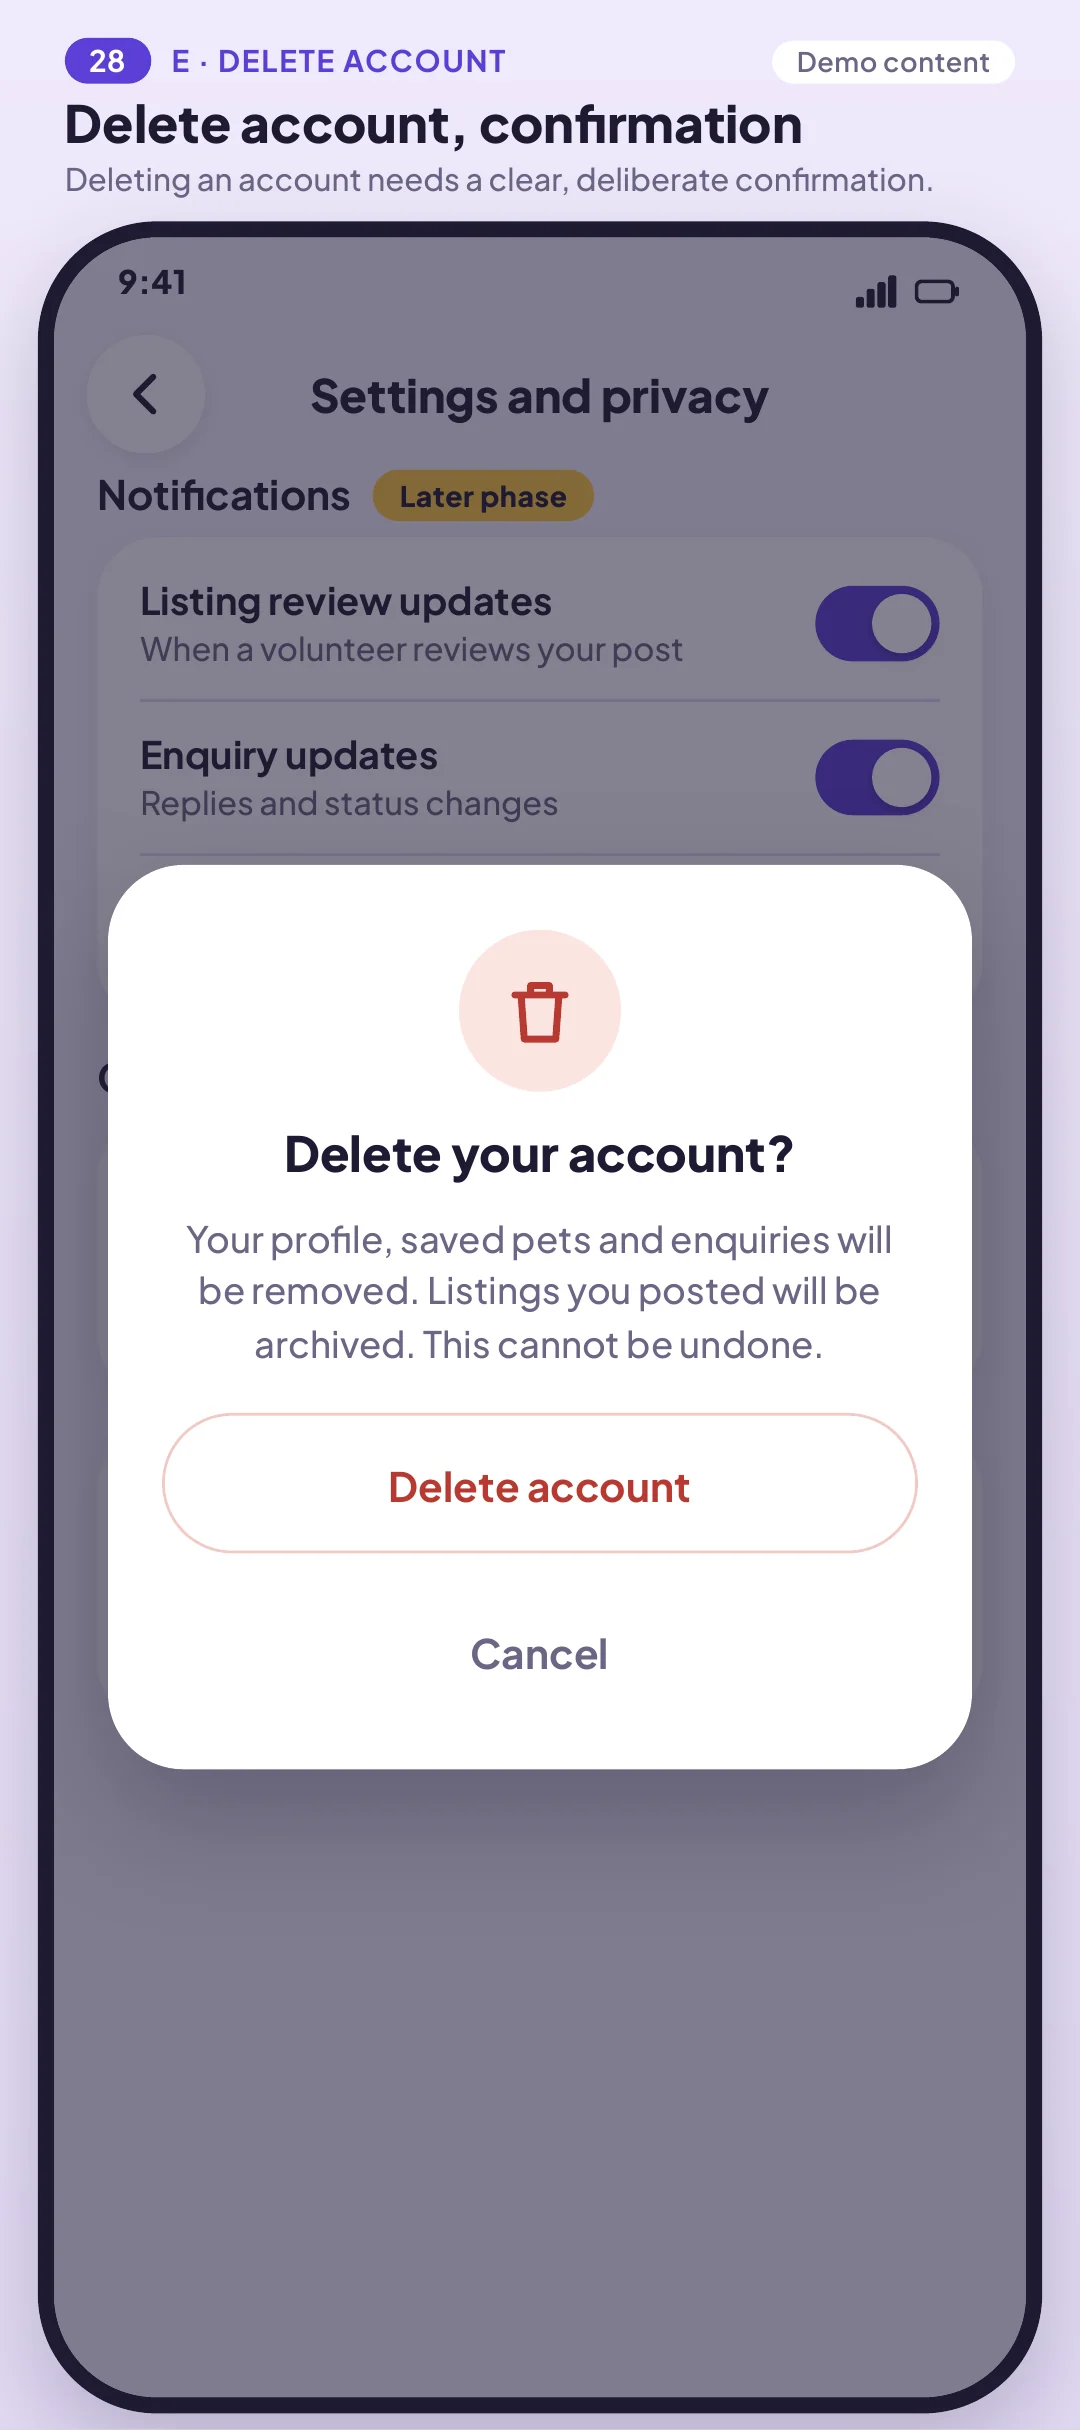 28 E · DELETE ACCOUNT
Demo content
Delete account, confirmation
Deleting an account needs a clear, deliberate confirmation.
9:41
Settings and privacy
Notifications Later phase
Listing review updates
When a volunteer reviews your post
Enquiry updates
Replies and status changes
Delete your account?
Your profile, saved pets and enquiries will
be removed. Listings you posted will be
archived. This cannot be undone.
Delete account
Cancel